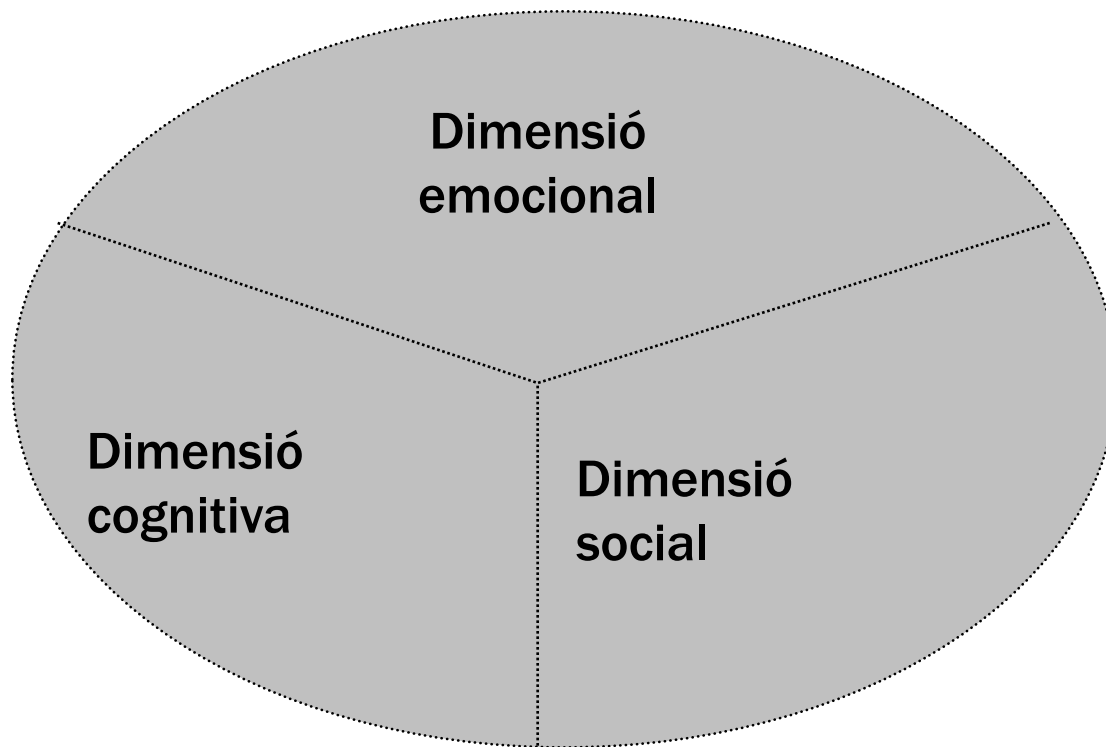 Dimensió
emocional
Dimensió
cognitiva
Dimensió
social